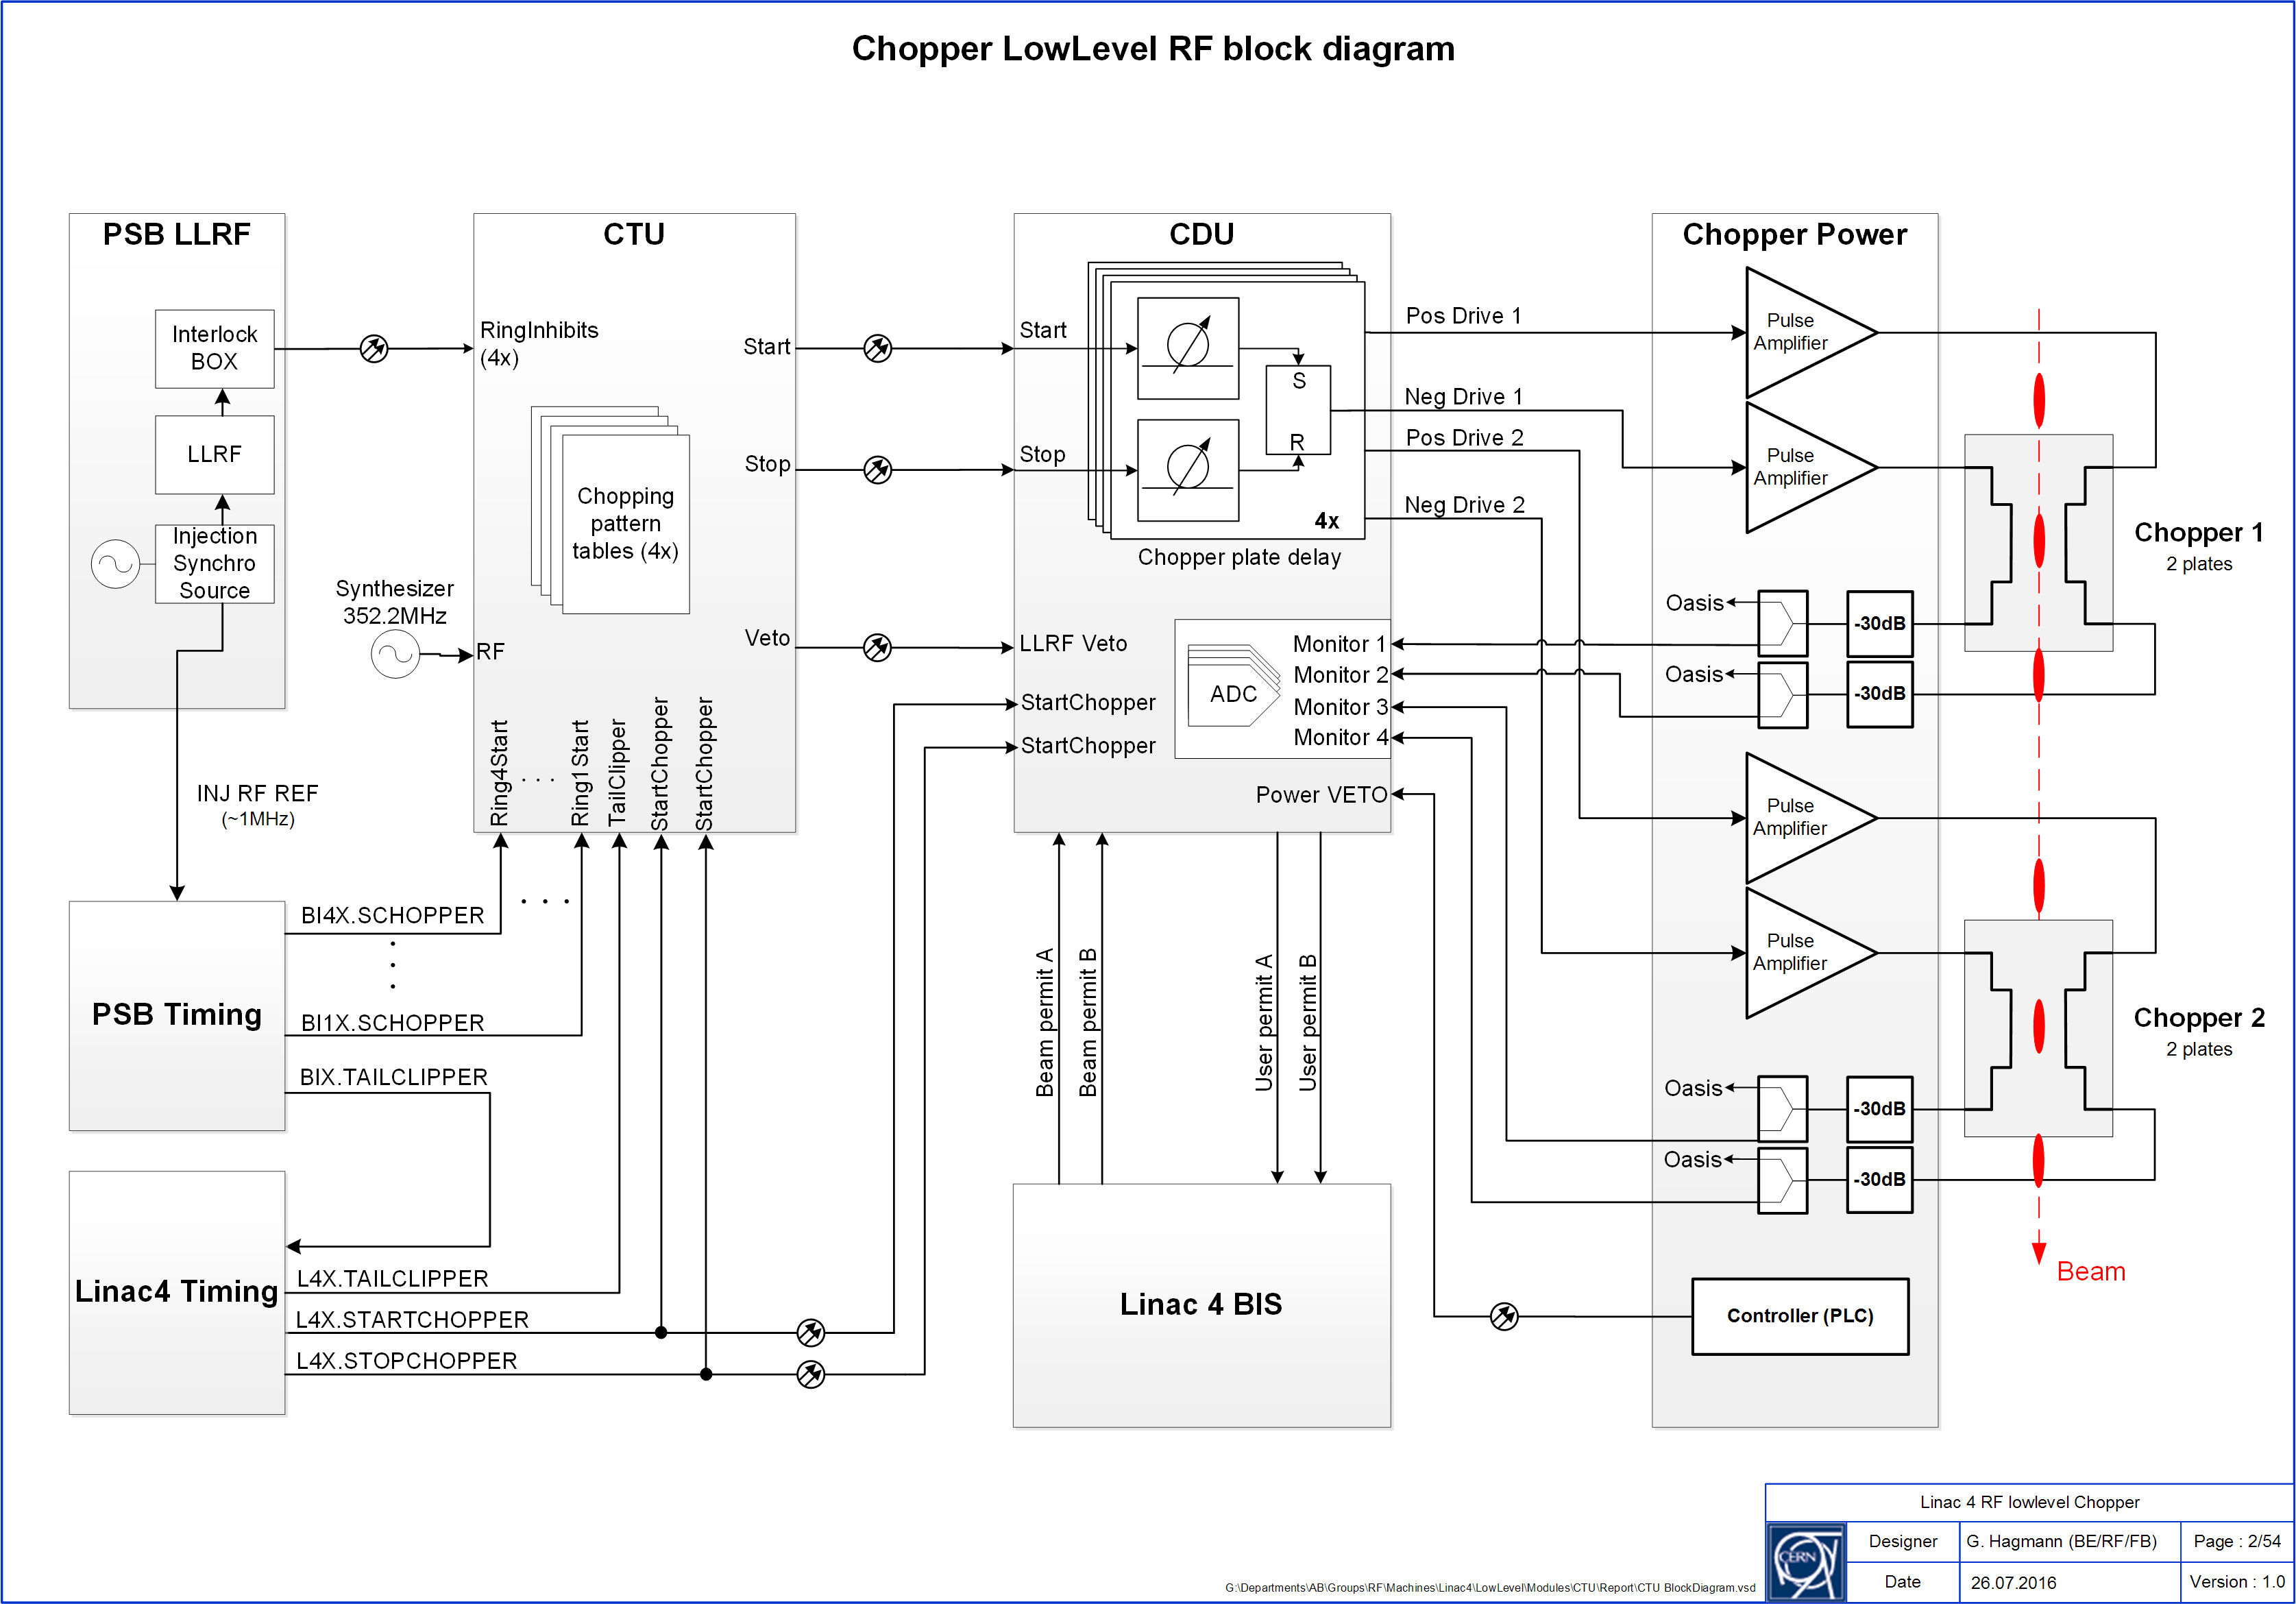 Chopper LowLevel RF block diagram
PSB LLRF
Interlock
BOX
LLRF
Injection
Synchro
Source
INJ RF REF
(~1MHz)
CTU
RingInhibits
(4x)
Start
Stop
Chopping
pattern
tables (4x)
Synthesizer
352.2MHz
RF
Veto
Ring4Start
. . .
Ring1Start
TailClipper
StartChopper
StartChopper
CDU
Start
Stop
S
R
4x
Chopper plate delay
LLRF Veto
StartChopper
StartChopper
ADC
Monitor 1
Monitor 2
Monitor 3
Monitor 4
Power VETO
Pos Drive 1
Neg Drive 1
Pos Drive 2
Neg Drive 2
Chopper Power
Pulse
Amplifier
Pulse
Amplifier
Oasis
-30dB
Oasis
-30dB
Pulse
Amplifier
Pulse
Amplifier
Oasis
-30dB
Oasis
-30dB
Controller (PLC)
Chopper 1
2 plates
Chopper 2
2 plates
Beam
PSB Timing
BI4X.SCHOPPER
. . .
BI1X.SCHOPPER
BIX.TAILCLIPPER
Linac4 Timing
L4X.TAILCLIPPER
L4X.STARTCHOPPER
L4X.STOPCHOPPER
Beam permit A
Beam permit B
User permit A
User permit B
Linac 4 BIS
Linac 4 RF lowlevel Chopper
CERN
Designer
G. Hagmann (BE/RF/FB)
Page : 2/54
Date
26.07.2016
Version : 1.0
G:\Departments\AB\Groups\RF\Machines\Linac4\LowLevel\Modules\CTU\Report\CTU BlockDiagram.vsd